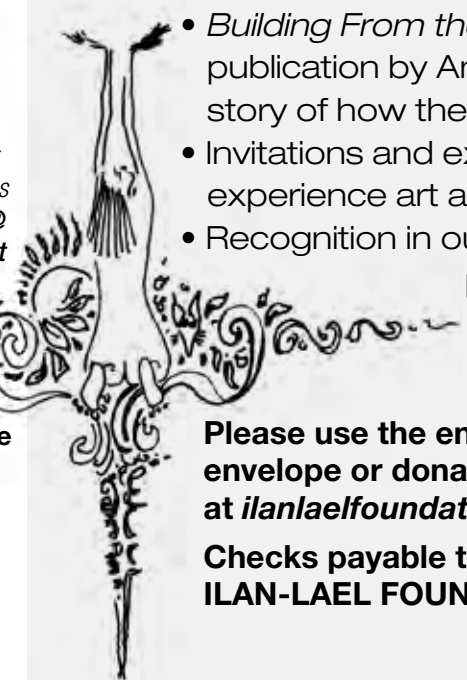 • Building From the
publication by Ar
story of how the
• Invitations and ex
experience art a
• Recognition in ou
Please use the en
envelope or dona
at ilanlaelfoundat
Checks payable t
ILAN-LAEL FOUN